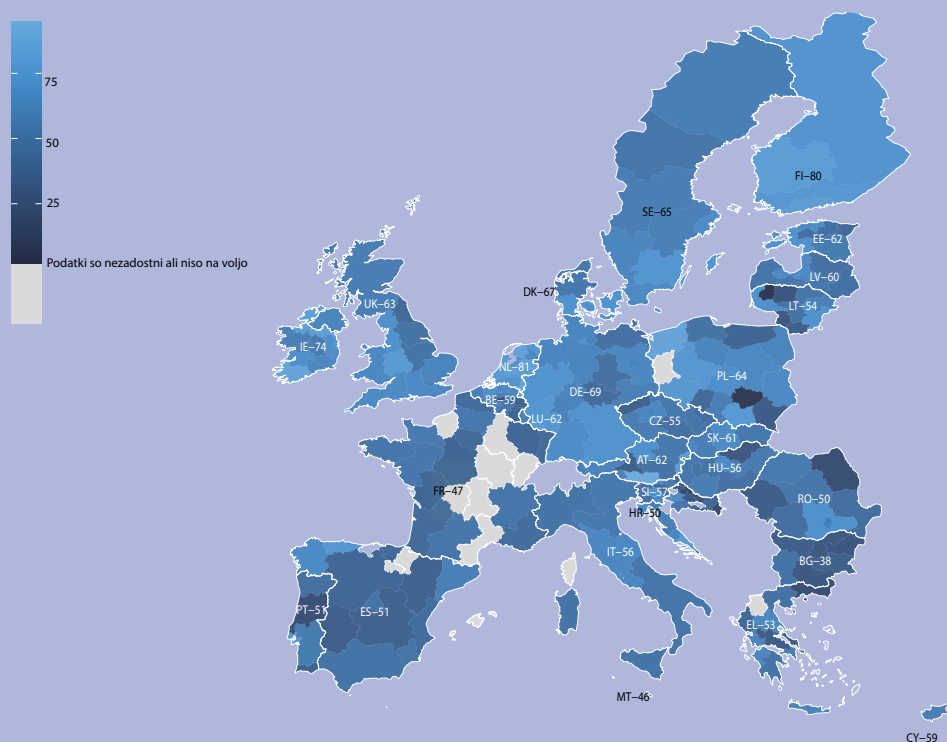 75
50
25
Podatki so nezadostni ali niso na voljo
FI–80
SE–65
EE–62
LV–60
DK–67
LT–54
UK–63
IE–74
NL–81
PL–64
DE–69
BE–59
LU–62
CZ–55
SK–61
AT–62
HU–56
FR–47
SI–57
RO–50
HR–50
IT–56
BG–38
PT–51
ES–51
EL–53
MT–46
CY–59